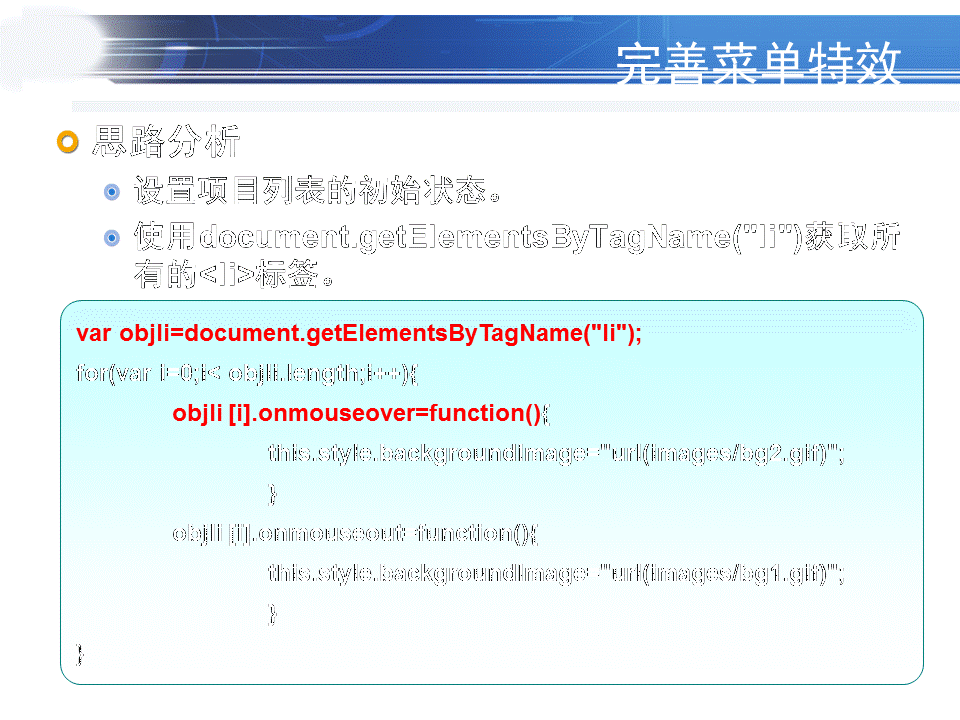 完善菜单特效
思路分析
设置项目列表的初始状态。
使用document.getElementsByTagName("li")获取所
有的<li>标签。
var objli=document.getElementsByTagName("li");
for(var i=0;i< objli.length;i++){
objli [i].onmouseover=function(){
this.style.backgroundImage="url(images/bg2.gif)";
}
objli [i].onmouseout=function(){
this.style.backgroundImage="url(images/bg1.gif)";
}
}